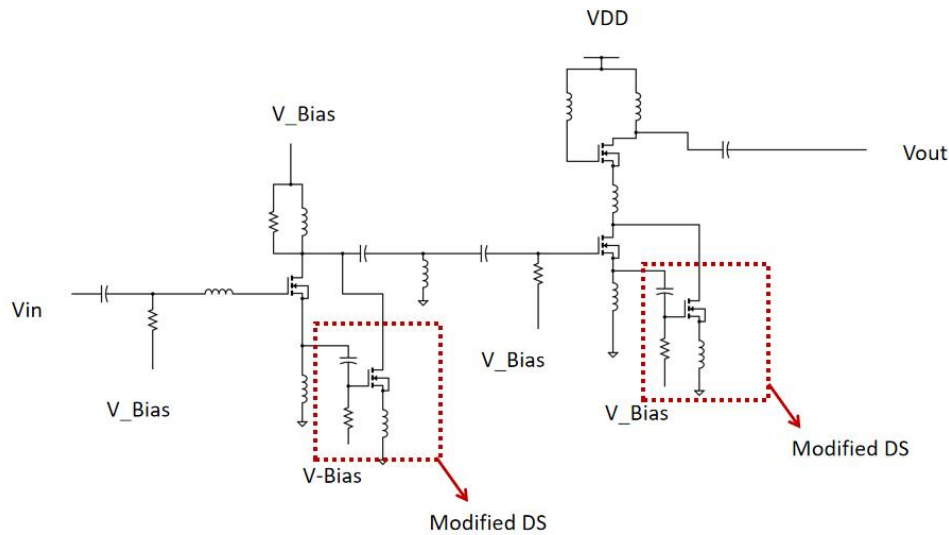 VDD
V_Bias
Vout
Vin
V_Bias
V_Bias
V_Bias
V-Bias
Modified DS
Modified DS